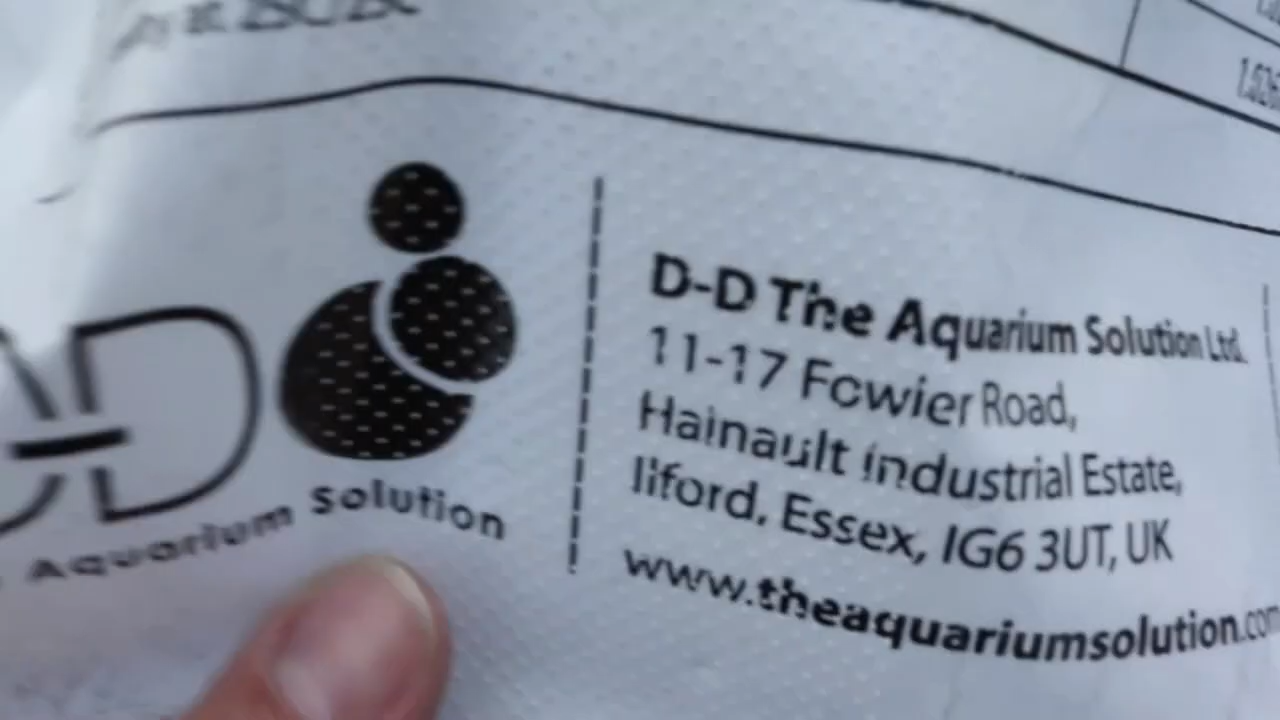 D-D
Aquarium solution
D-D The Aquarium Solution Ltd.
11-17 Fowler Road,
Hainault Industrial Estate,
Ilford, Essex, IG6 3UT, UK
www.theaquariumsolution.com